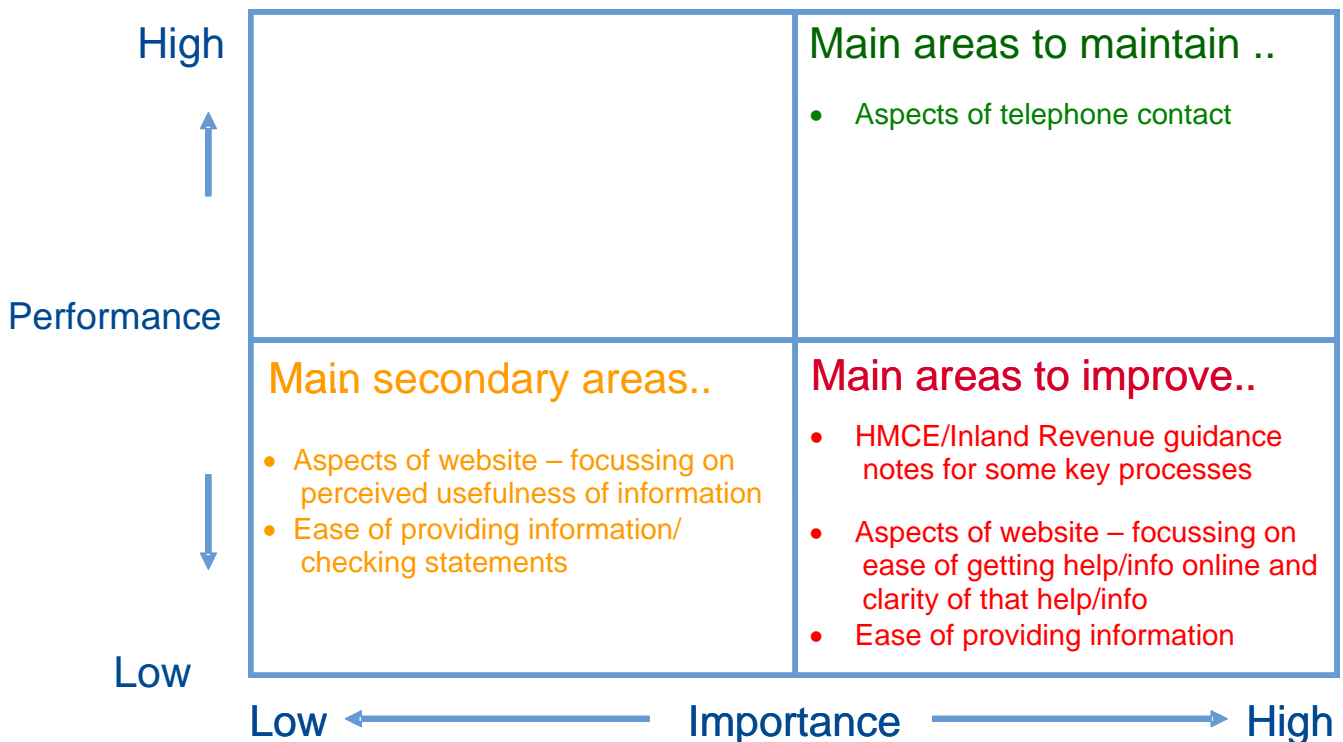 High
Main areas to maintain ..
• Aspects of telephone contact
Performance
Main secondary areas..
• Aspects of website – focussing on
perceived usefulness of information
• Ease of providing information/
checking statements
Main areas to improve..
• HMCE/Inland Revenue guidance
notes for some key processes
• Aspects of website – focussing on
ease of getting help/info online and
clarity of that help/info
• Ease of providing information
Low
Low Importance High